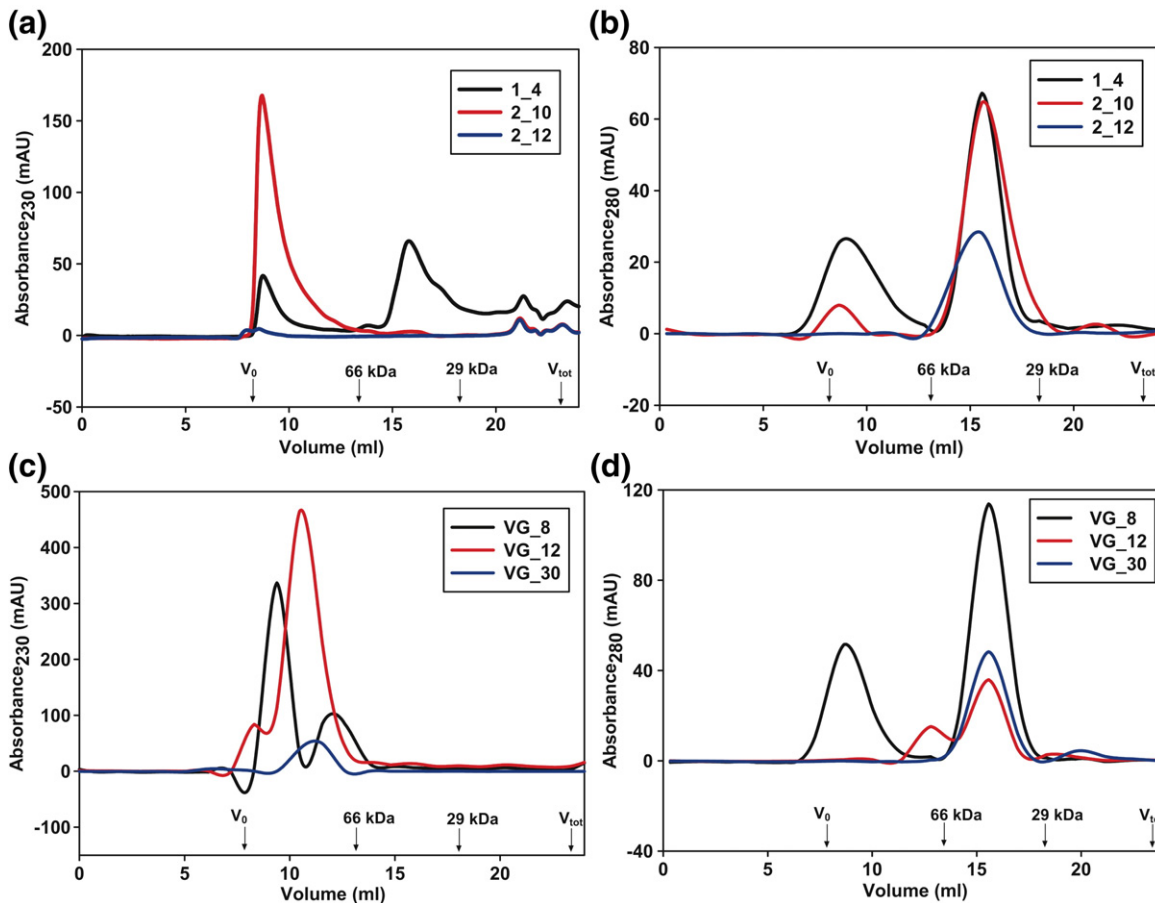 (a)
200
150
100
50
0
-50
Absorbance230 (mAU)
1_4
2_10
2_12
V0
66 kDa
29 kDa
Vtot
0 5 10 15 20
Volume (ml)
(b)
80
60
40
20
0
-20
Absorbance280 (mAU)
1_4
2_10
2_12
V0
66 kDa
29 kDa
Vtot
0 5 10 15 20
Volume (ml)
(c)
500
400
300
200
100
0
-100
Absorbance230 (mAU)
VG_8
VG_12
VG_30
V0
66 kDa
29 kDa
Vtot
0 5 10 15 20
Volume (ml)
(d)
120
80
40
0
-40
Absorbance280 (mAU)
VG_8
VG_12
VG_30
V0
66 kDa
29 kDa
Vto
0 5 10 15 20
Volume (ml)